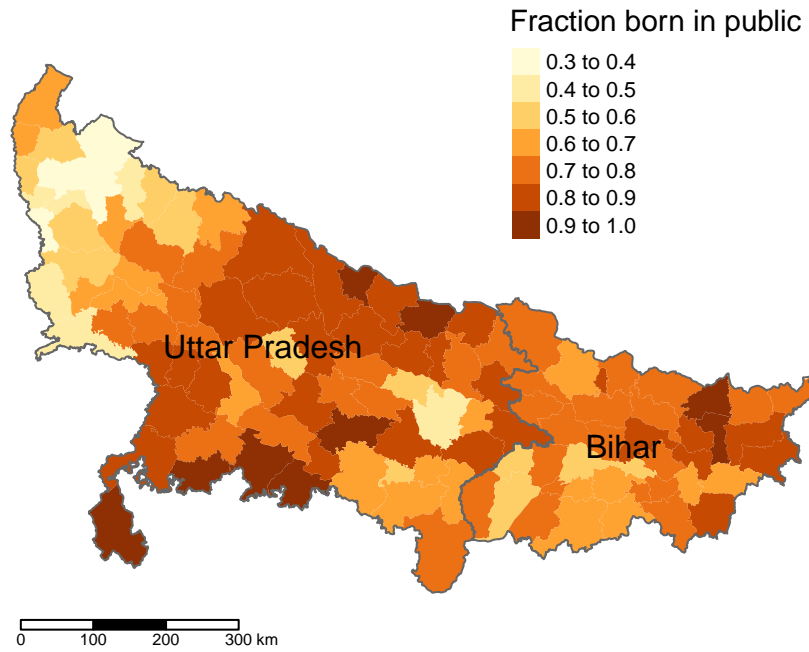 Fraction born in public
0.3 to 0.4
0.4 to 0.5
0.5 to 0.6
0.6 to 0.7
0.7 to 0.8
0.8 to 0.9
0.9 to 1.0
Uttar Pradesh
Bihar
0 100 200 300 km